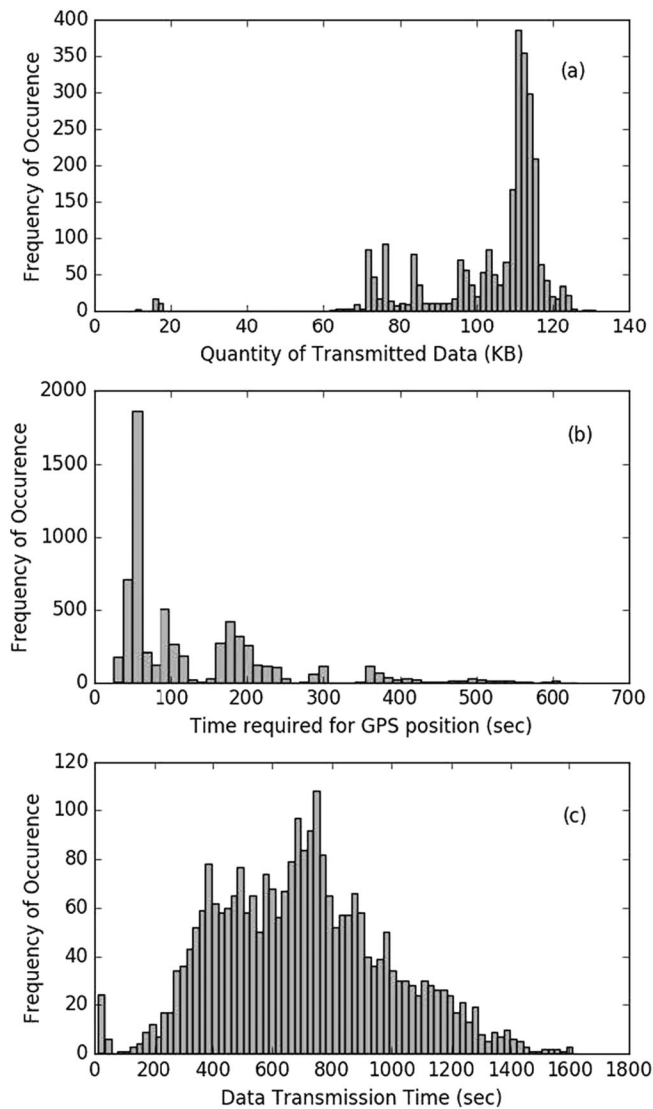 400
350
300
250
200
150
100
50
0
Frequency of Occurence
(a)
0 20 40 60 80 100 120 140
Quantity of Transmitted Data (KB)
2000
1500
1000
500
0
Frequency of Occurence
(b)
0 100 200 300 400 500 600 700
Time required for GPS position (sec)
120
100
80
60
40
20
0
Frequency of Occurence
(c)
0 200 400 600 800 1000 1200 1400 1600 1800
Data Transmission Time (sec)